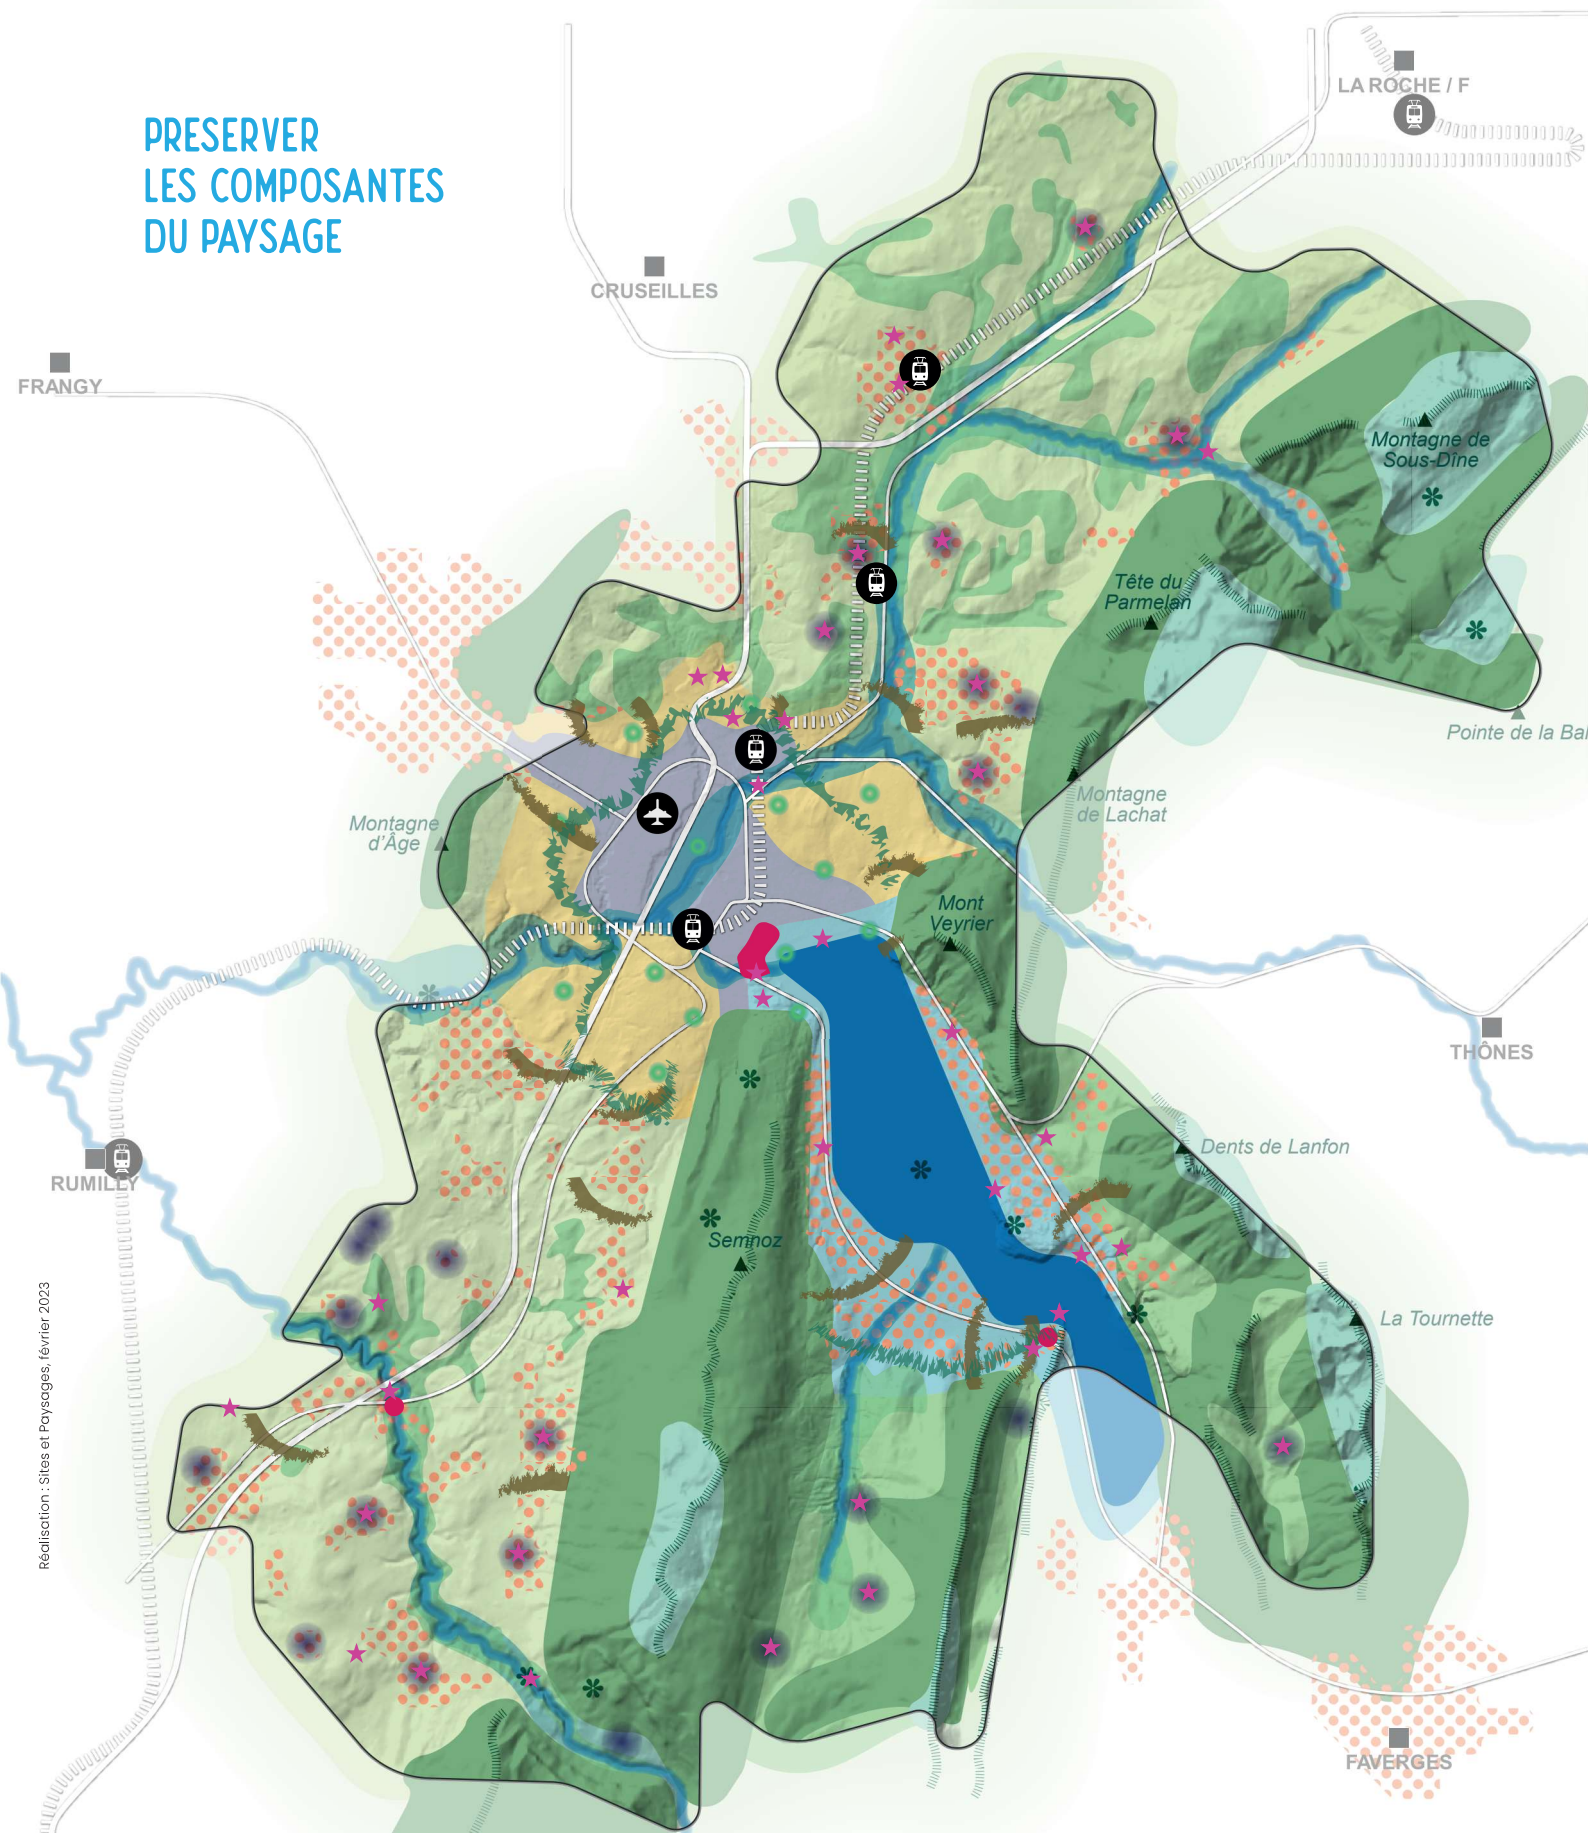 PRESERVER
LES COMPOSANTES
DU PAYSAGE
LA ROCHE / F
CRUSEILLES
FRANGY
Montagne de
Sous-Dîne
Tête du
Parmelan
Pointe de la Bal
Montagne
de Lachat
Montagne
d'Âge
Mont
Veyrier
THÔNES
Dents de Lanfon
RUMILLY
Semnoz
La Tournette
Réalisation : Sites et Paysages, février 2023
FAVERGES